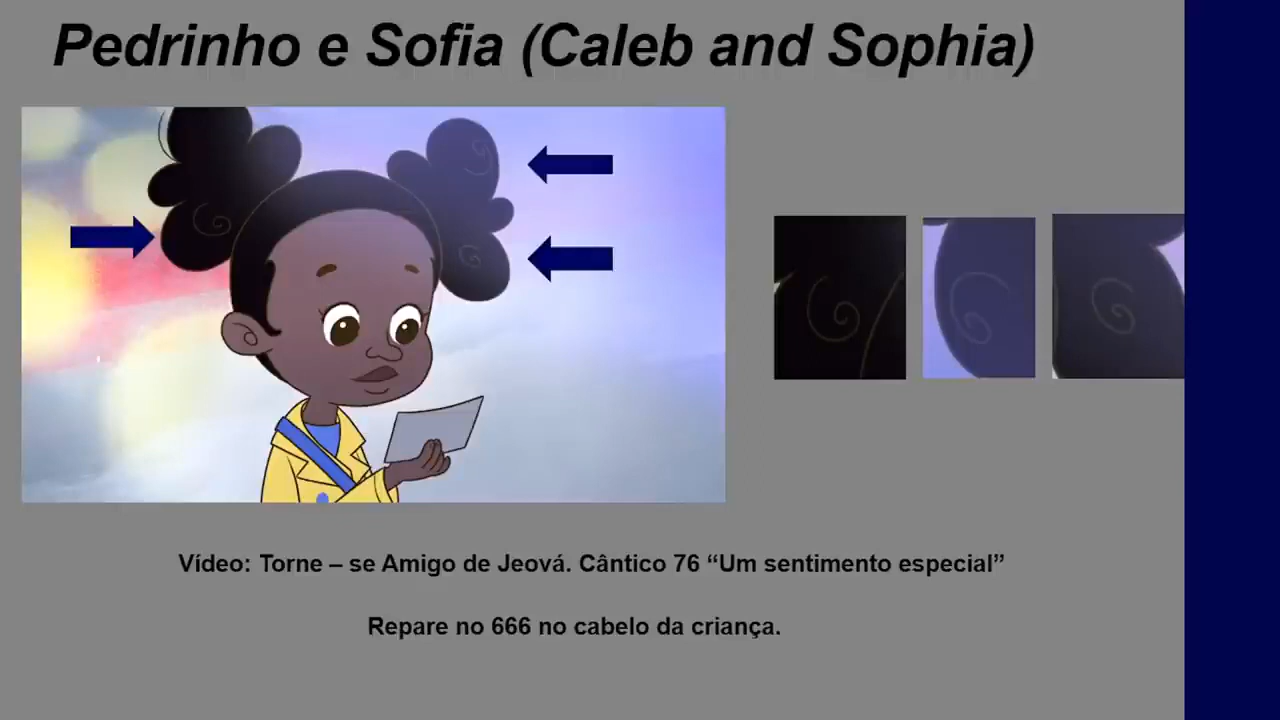 Pedrinho e Sofia (Caleb and Sophia)
Vídeo: Torne – se Amigo de Jeová. Cântico 76 “Um sentimento especial”
Repare no 666 no cabelo da criança.